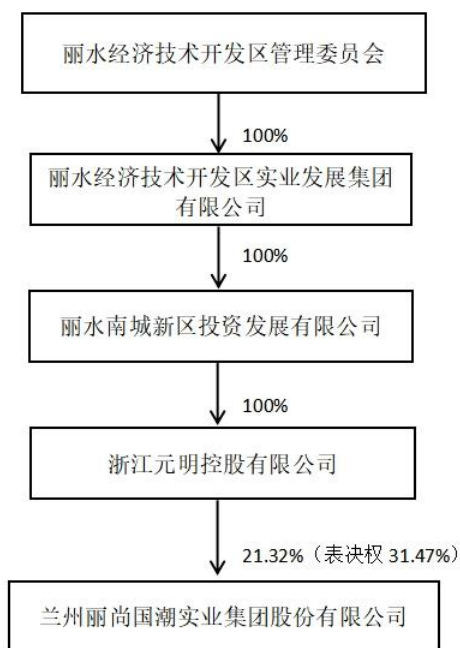 丽水经济技术开发区管理委员会
100%
丽水经济技术开发区实业发展集团
有限公司
100%
丽水南城新区投资发展有限公司
100%
浙江元明控股有限公司
21.32%（表决权 31.47%）
兰州丽尚国潮实业集团股份有限公司